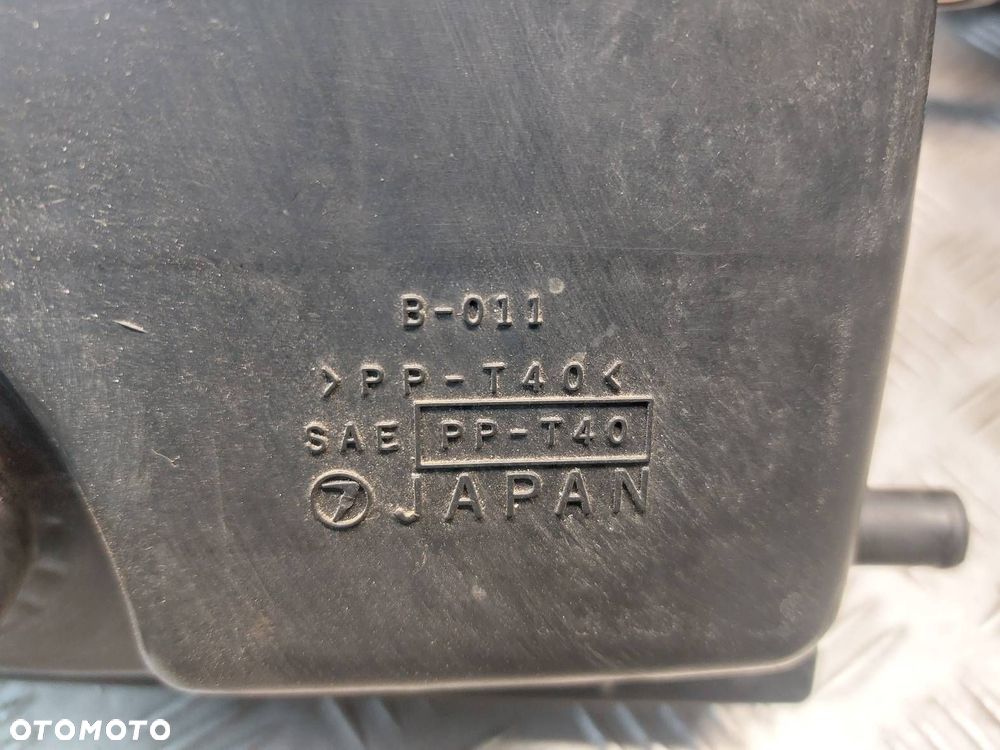 B-011
>PP-T40<
SAE PP-T40
JAPAN
OTOMOTO